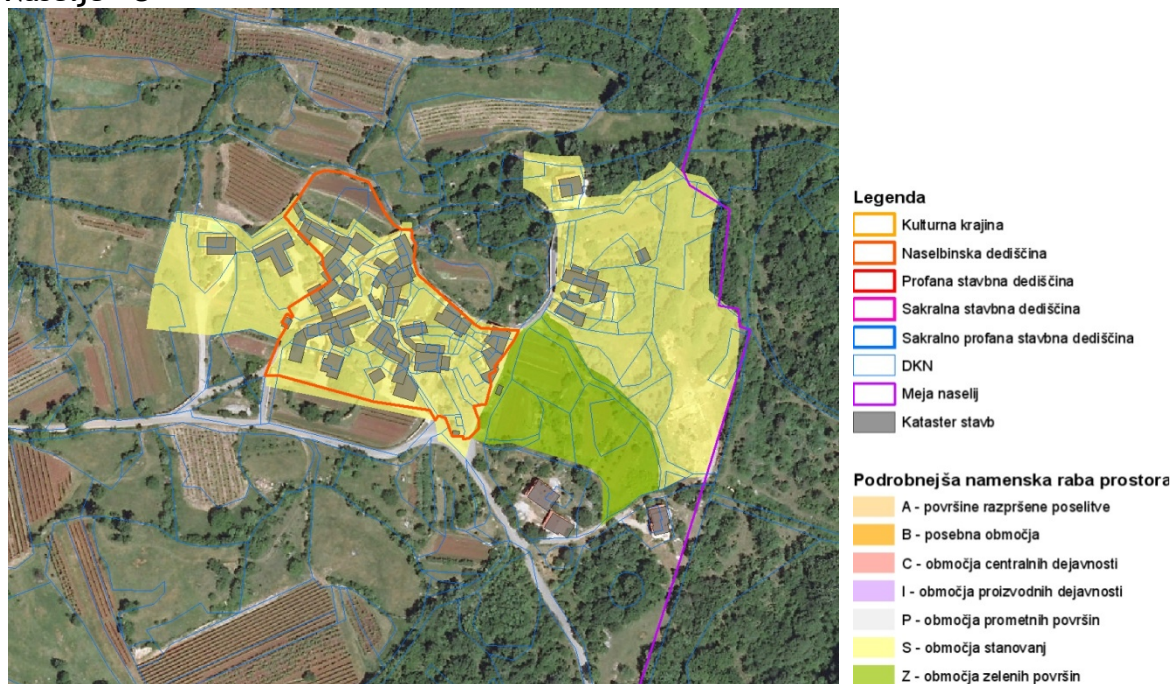 Legenda
Kulturna krajina
Naselbinska dediščina
Profana stavbna dediščina
Sakralna stavbna dediščina
Sakralno profana stavbna dediščina
DKN
Meja naselij
Kataster stavb
Podrobnejša namenska raba prostora
A - površine razpršene poselitve
B - posebna območja
C - območja centralnih dejavnosti
I - območja proizvodnih dejavnosti
P - območja prometnih površin
S - območja stanovanj
Z - območja zelenih površin